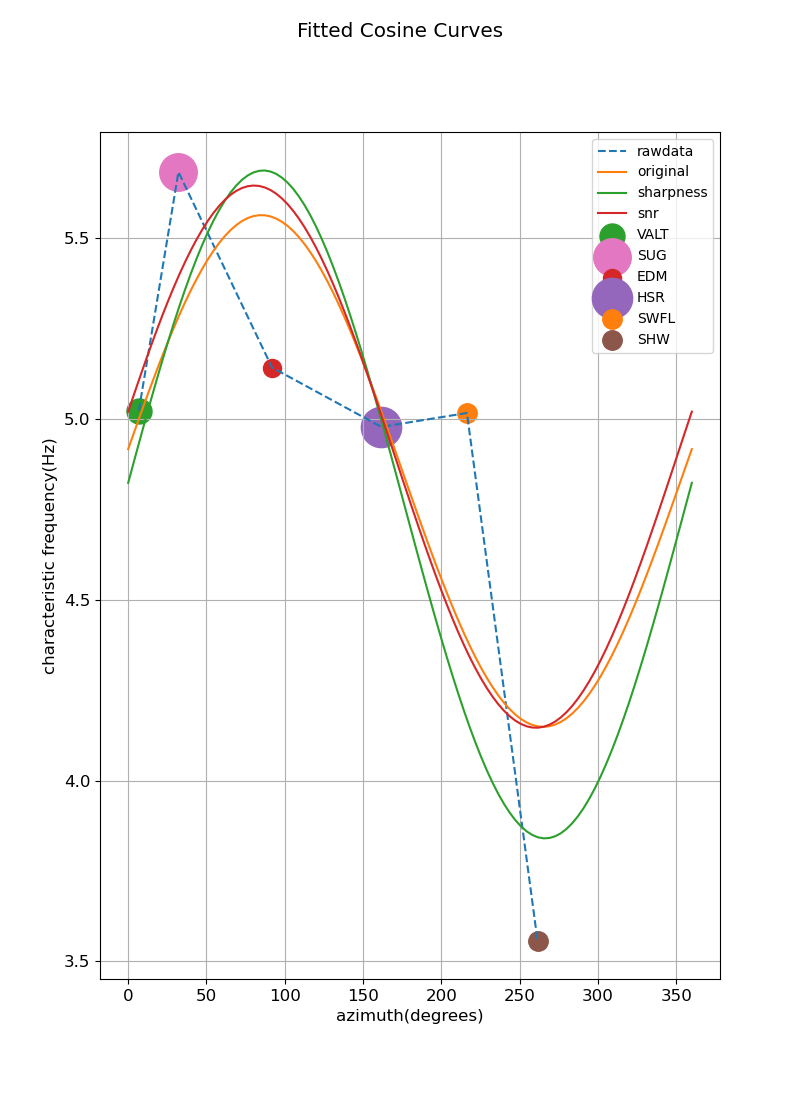 Fitted Cosine Curves
rawdata
original
sharpness
snr
VALT
SUG
EDM
HSR
SWFL
SHW
5.5
5.0
4.5
4.0
3.5
characteristic frequency(Hz)
0 50 100 150 200 250 300 350
azimuth(degrees)